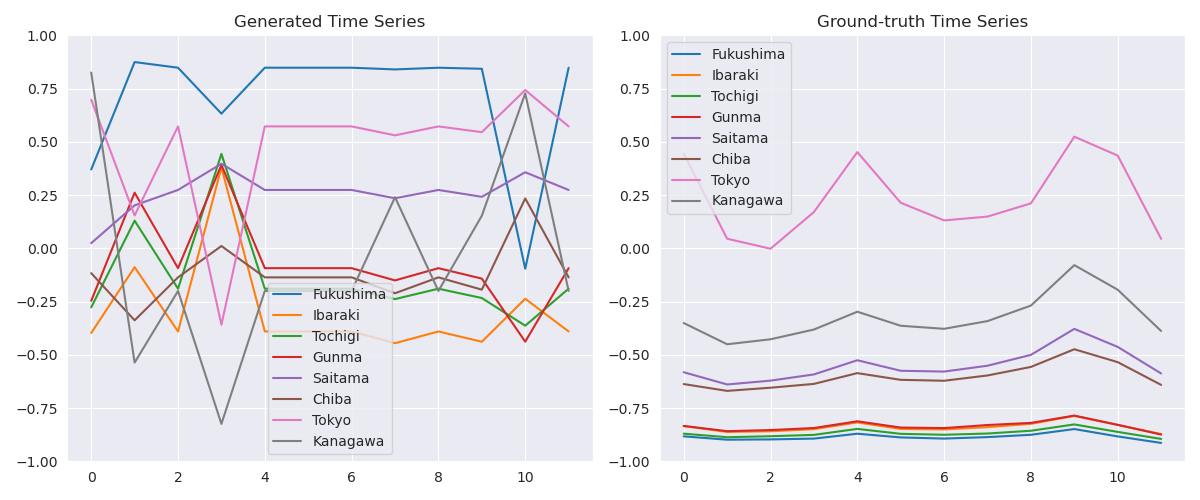 Generated Time Series
1.00
0.75
0.50
0.25
0.00
−0.25
−0.50
−0.75
−1.00
0
2
4
6
8
10
Fukushima
Ibaraki
Tochigi
Gunma
Saitama
Chiba
Tokyo
Kanagawa
Ground-truth Time Series
1.00
0.75
0.50
0.25
0.00
−0.25
−0.50
−0.75
−1.00
0
2
4
6
8
10
Fukushima
Ibaraki
Tochigi
Gunma
Saitama
Chiba
Tokyo
Kanagawa